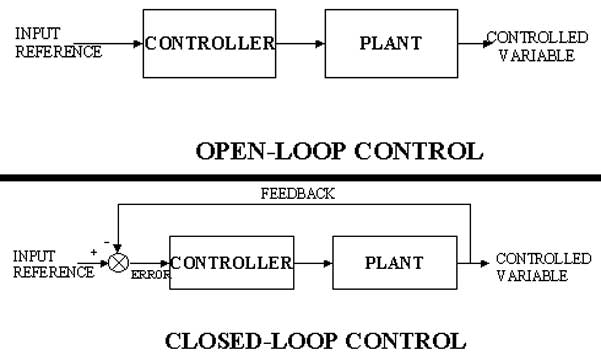 INPUT
REFERENCE
CONTROLLER
PLANT
CONTROLLED
VARIABLE
OPEN-LOOP CONTROL
FEEDBACK
-
+
INPUT
REFERENCE
ERROR
CONTROLLER
PLANT
CONTROLLED
VARIABLE
CLOSED-LOOP CONTROL